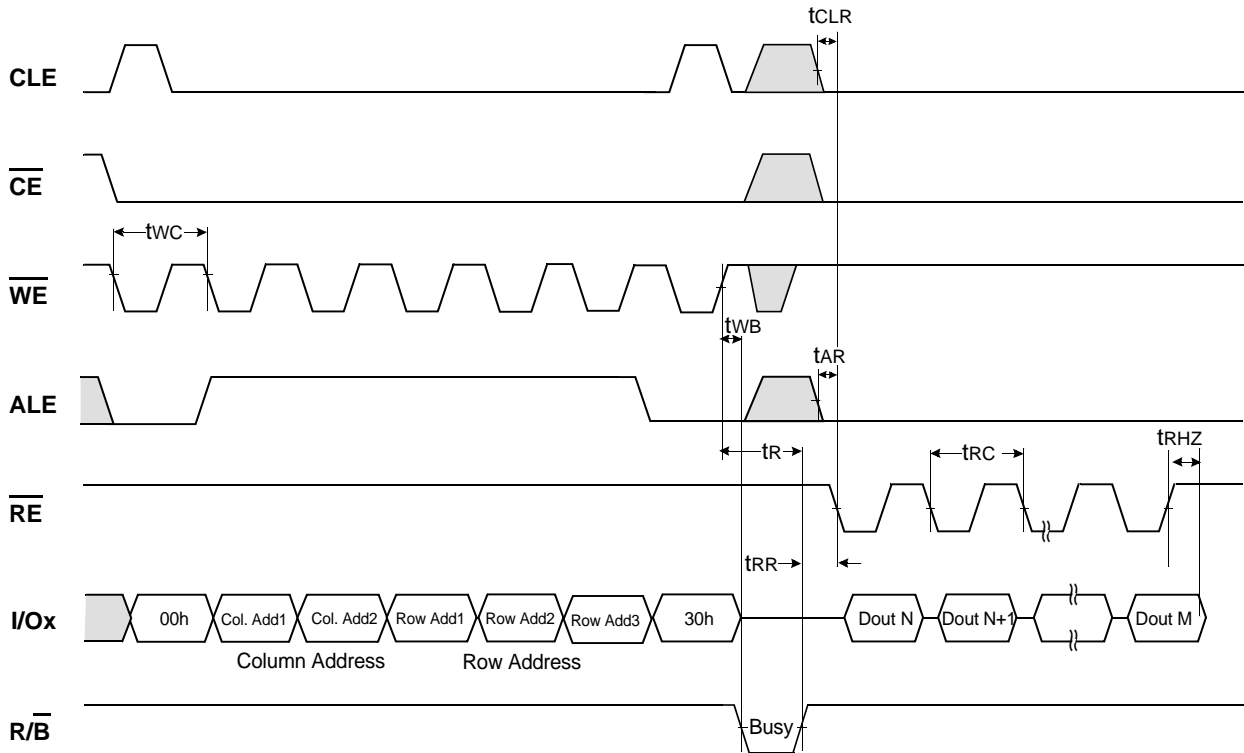 tCLR
CLE
CE
tWC
WE
tWB
tAR
ALE
tR
tRC
tRHZ
RE
tRR
I/Ox
00h
Col. Add1
Col. Add2
Row Add1
Row Add2
Row Add3
30h
Dout N
Dout N+1
Dout M
Column Address
Row Address
R/B
Busy